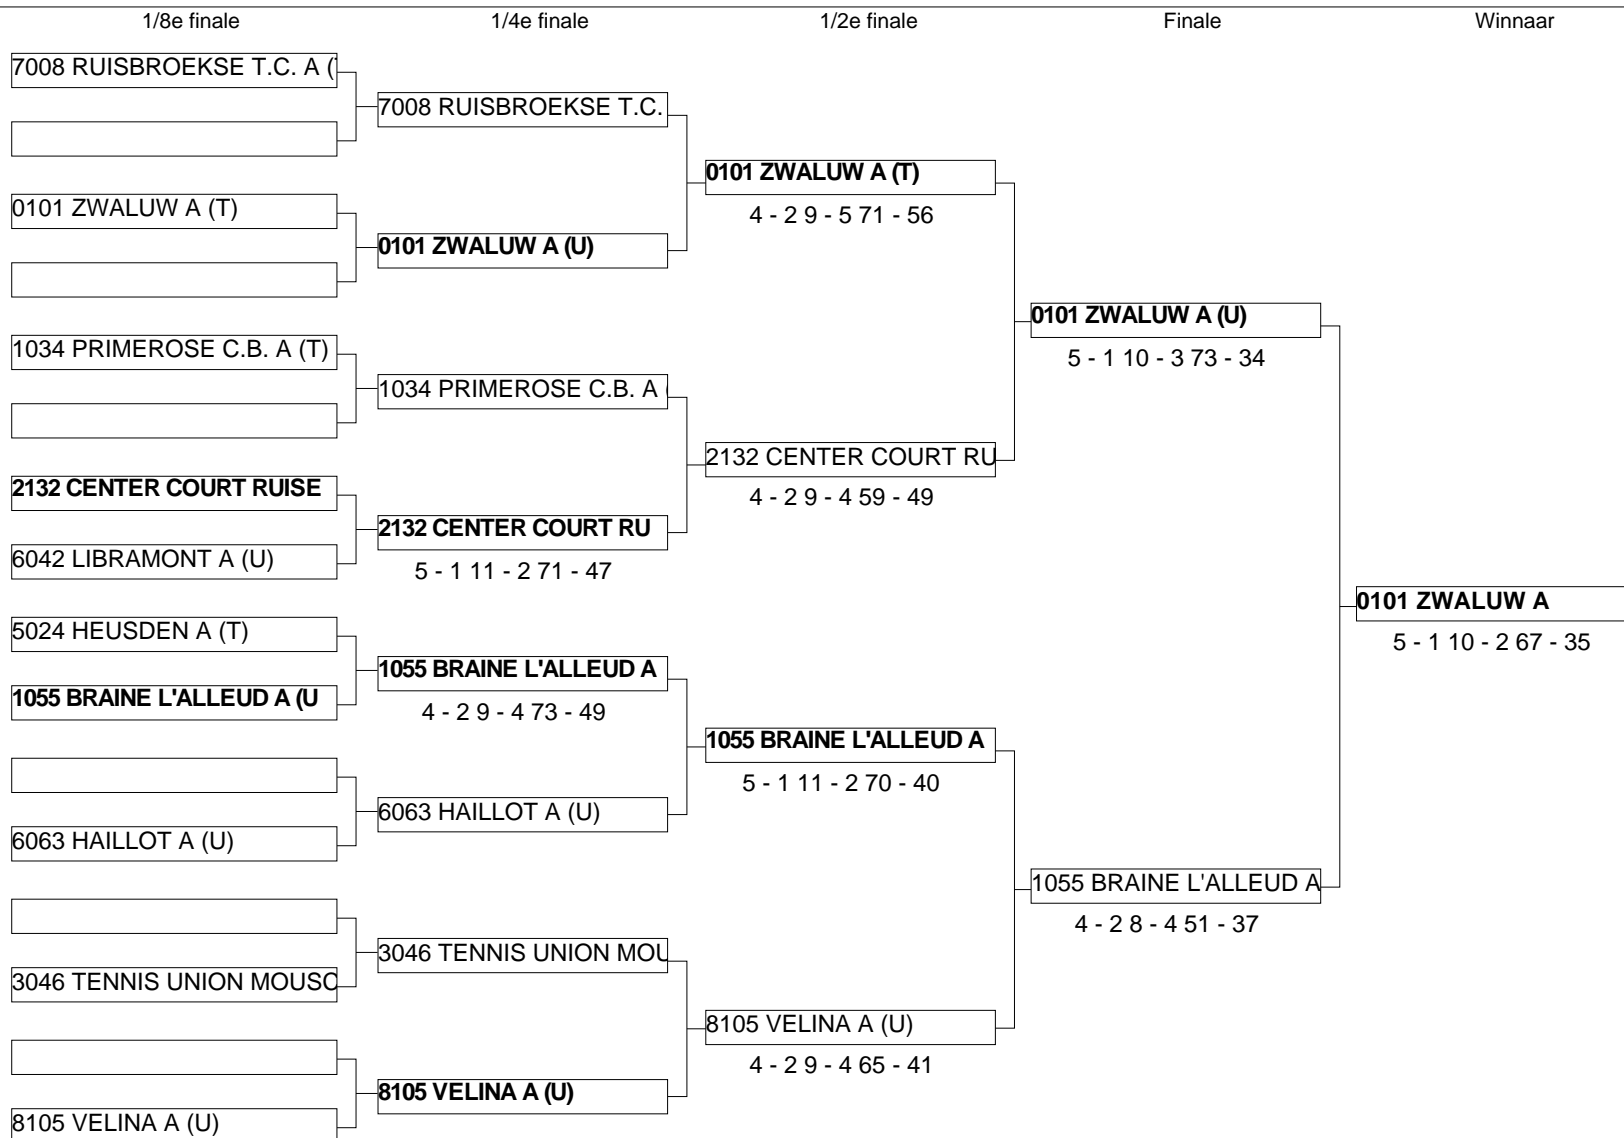 1/8e finale
1/4e finale
1/2e finale
Finale
Winnaar
7008 RUISBROEKSE T.C. A (
0101 ZWALUW A (T)
1034 PRIMEROSE C.B. A (T)
2132 CENTER COURT RUISE
6042 LIBRAMONT A (U)
5024 HEUSDEN A (T)
1055 BRAINE L'ALLEUD A (U
6063 HAILLOT A (U)
3046 TENNIS UNION MOUSC
8105 VELINA A (U)
7008 RUISBROEKSE T.C.
0101 ZWALUW A (U)
1034 PRIMEROSE C.B. A (
2132 CENTER COURT RU
5 - 1 11 - 2 71 - 47
1055 BRAINE L'ALLEUD A
4 - 2 9 - 4 73 - 49
6063 HAILLOT A (U)
3046 TENNIS UNION MOU
8105 VELINA A (U)
0101 ZWALUW A (T)
4 - 2 9 - 5 71 - 56
2132 CENTER COURT RU
4 - 2 9 - 4 59 - 49
1055 BRAINE L'ALLEUD A
5 - 1 11 - 2 70 - 40
8105 VELINA A (U)
4 - 2 9 - 4 65 - 41
0101 ZWALUW A (U)
5 - 1 10 - 3 73 - 34
1055 BRAINE L'ALLEUD A
4 - 2 8 - 4 51 - 37
0101 ZWALUW A
5 - 1 10 - 2 67 - 35